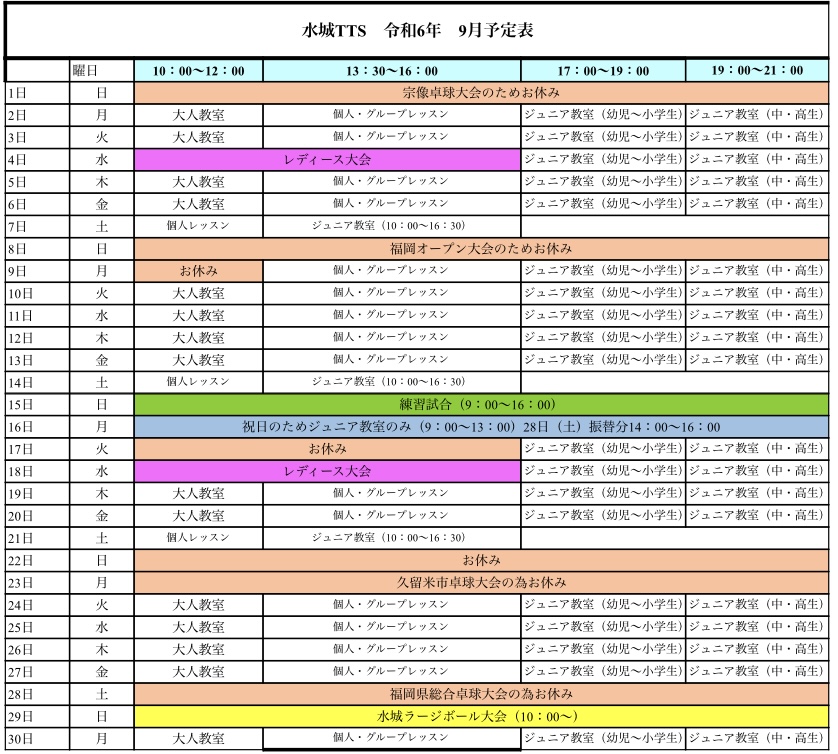 水城TTS　令和6年　9月予定表
曜日 10：00～12：00 13：30～16：00 17：00～19：00 19：00～21：00
1日 日 宗像卓球大会のためお休み
2日 月 大人教室 個人・グループレッスン ジュニア教室（幼児～小学生） ジュニア教室（中・高生）
3日 火 大人教室 個人・グループレッスン ジュニア教室（幼児～小学生） ジュニア教室（中・高生）
4日 水 レディース大会 ジュニア教室（幼児～小学生） ジュニア教室（中・高生）
5日 木 大人教室 個人・グループレッスン ジュニア教室（幼児～小学生） ジュニア教室（中・高生）
6日 金 大人教室 個人・グループレッスン ジュニア教室（幼児～小学生） ジュニア教室（中・高生）
7日 土 個人レッスン ジュニア教室（10：00～16：30）
8日 日 福岡オープン大会のためお休み
9日 月 お休み 個人・グループレッスン ジュニア教室（幼児～小学生） ジュニア教室（中・高生）
10日 火 大人教室 個人・グループレッスン ジュニア教室（幼児～小学生） ジュニア教室（中・高生）
11日 水 大人教室 個人・グループレッスン ジュニア教室（幼児～小学生） ジュニア教室（中・高生）
12日 木 大人教室 個人・グループレッスン ジュニア教室（幼児～小学生） ジュニア教室（中・高生）
13日 金 大人教室 個人・グループレッスン ジュニア教室（幼児～小学生） ジュニア教室（中・高生）
14日 土 個人レッスン ジュニア教室（10：00～16：30）
15日 日 練習試合（9：00～16：00）
16日 月 祝日のためジュニア教室のみ（9：00～13：00）28日（土）振替分14：00～16：00
17日 火 お休み ジュニア教室（幼児～小学生） ジュニア教室（中・高生）
18日 水 レディース大会 ジュニア教室（幼児～小学生） ジュニア教室（中・高生）
19日 木 大人教室 個人・グループレッスン ジュニア教室（幼児～小学生） ジュニア教室（中・高生）
20日 金 大人教室 個人・グループレッスン ジュニア教室（幼児～小学生） ジュニア教室（中・高生）
21日 土 個人レッスン ジュニア教室（10：00～16：30）
22日 日 お休み
23日 月 久留米市卓球大会の為お休み
24日 火 大人教室 個人・グループレッスン ジュニア教室（幼児～小学生） ジュニア教室（中・高生）
25日 水 大人教室 個人・グループレッスン ジュニア教室（幼児～小学生） ジュニア教室（中・高生）
26日 木 大人教室 個人・グループレッスン ジュニア教室（幼児～小学生） ジュニア教室（中・高生）
27日 金 大人教室 個人・グループレッスン ジュニア教室（幼児～小学生） ジュニア教室（中・高生）
28日 土 福岡県総合卓球大会の為お休み
29日 日 水城ラージボール大会（10：00～）
30日 月 大人教室 個人・グループレッスン ジュニア教室（幼児～小学生） ジュニア教室（中・高生）